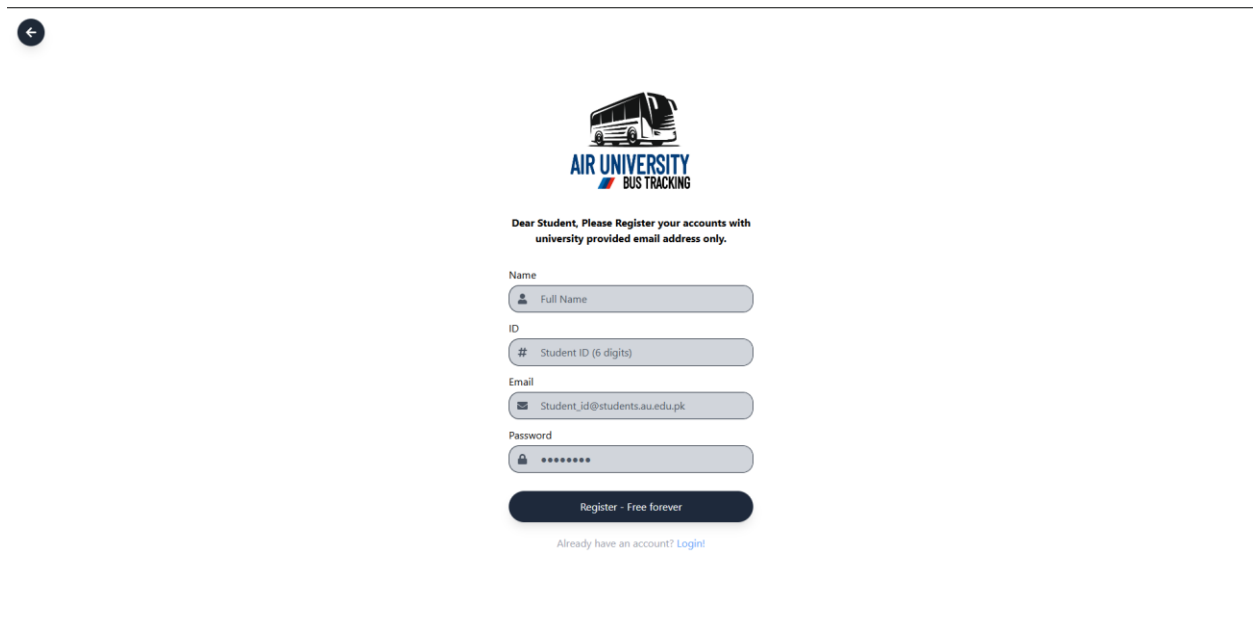 AIR UNIVERSITY
BUS TRACKING
Dear Student, Please Register your accounts with
university provided email address only.
Name
Full Name
ID
# Student ID (6 digits)
Email
Student_id@students.au.edu.pk
Password
••••••••
Register - Free forever
Already have an account? Login!